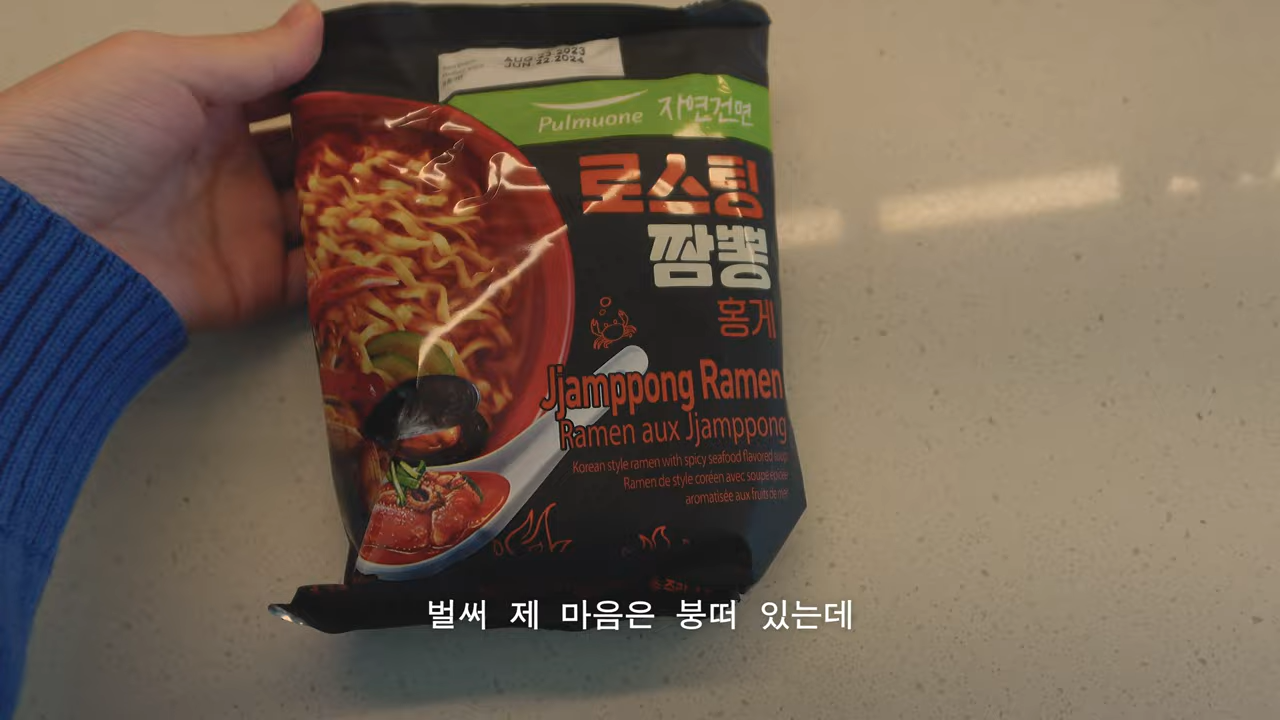 AUG 23 2023
JUN 22 2024
Pulmuone 자연건면
로스팅
짬뽕
홍게
Jjamppong Ramen
Ramen aux Jjamppong
Korean style ramen with spicy seafood flavored soup
Ramen de style coréen avec soupe épicée
aromatisée aux fruits de mer
벌써 제 마음은 붕떠 있는데